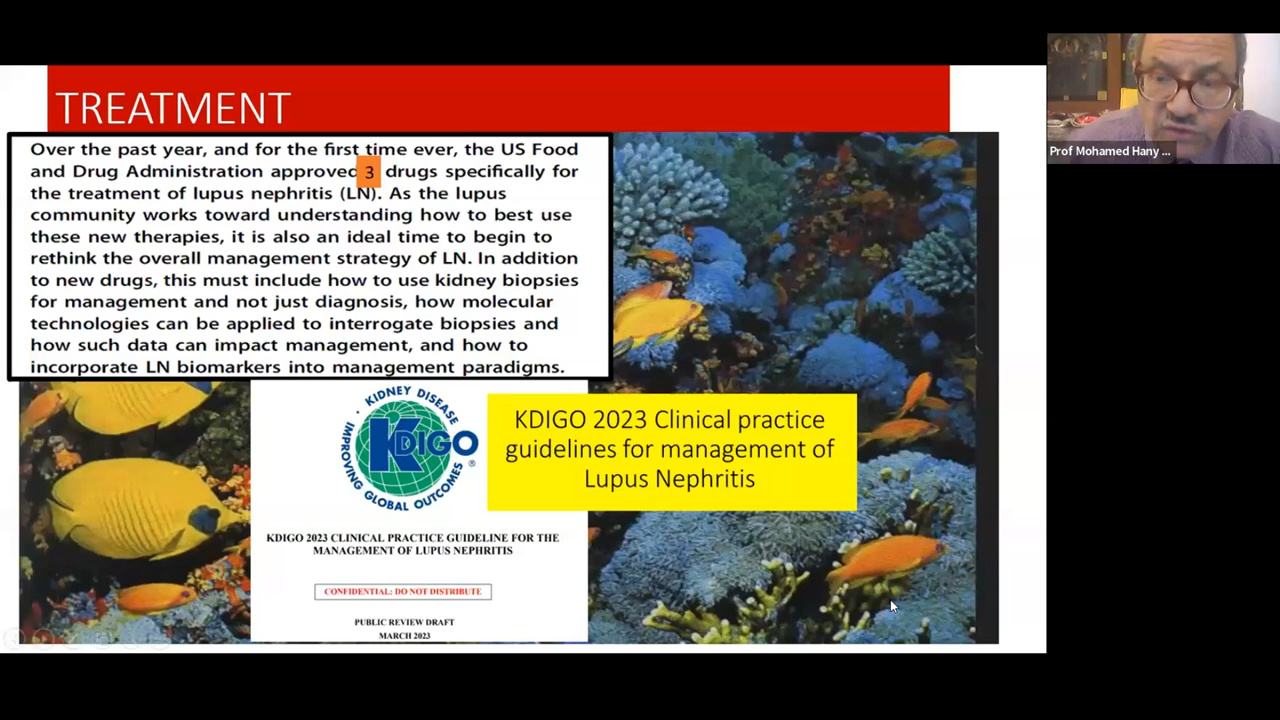 TREATMENT
Over the past year, and for the first time ever, the US Food
and Drug Administration approved 3 drugs specifically for
the treatment of lupus nephritis (LN). As the lupus
community works toward understanding how to best use
these new therapies, it is also an ideal time to begin to
rethink the overall management strategy of LN. In addition
to new drugs, this must include how to use kidney biopsies
for management and not just diagnosis, how molecular
technologies can be applied to interrogate biopsies and
how such data can impact management, and how to
incorporate LN biomarkers into management paradigms.
Prof Mohamed Hany ...
KIDNEY DISEASE
KDIGO
®
IMPROVING GLOBAL OUTCOMES
KDIGO 2023 Clinical practice
guidelines for management of
Lupus Nephritis
KDIGO 2023 CLINICAL PRACTICE GUIDELINE FOR THE
MANAGEMENT OF LUPUS NEPHRITIS
CONFIDENTIAL: DO NOT DISTRIBUTE
PUBLIC REVIEW DRAFT
MARCH 2023